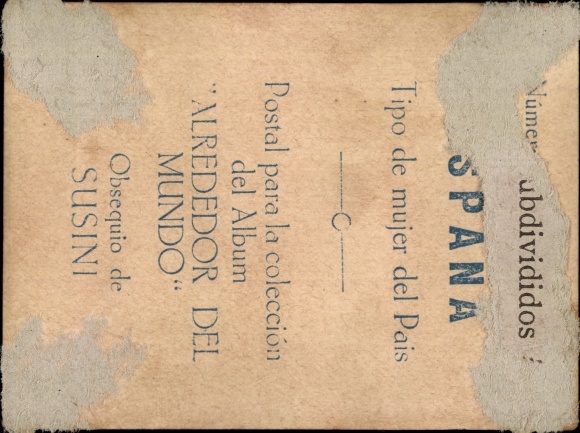 Númer
ubdivididos
SPAÑA
Tipo de mujer del Pais
C
Postal para la colección
del Album
"ALREDEDOR DEL
MUNDO"
Obsequio de
SUSINI